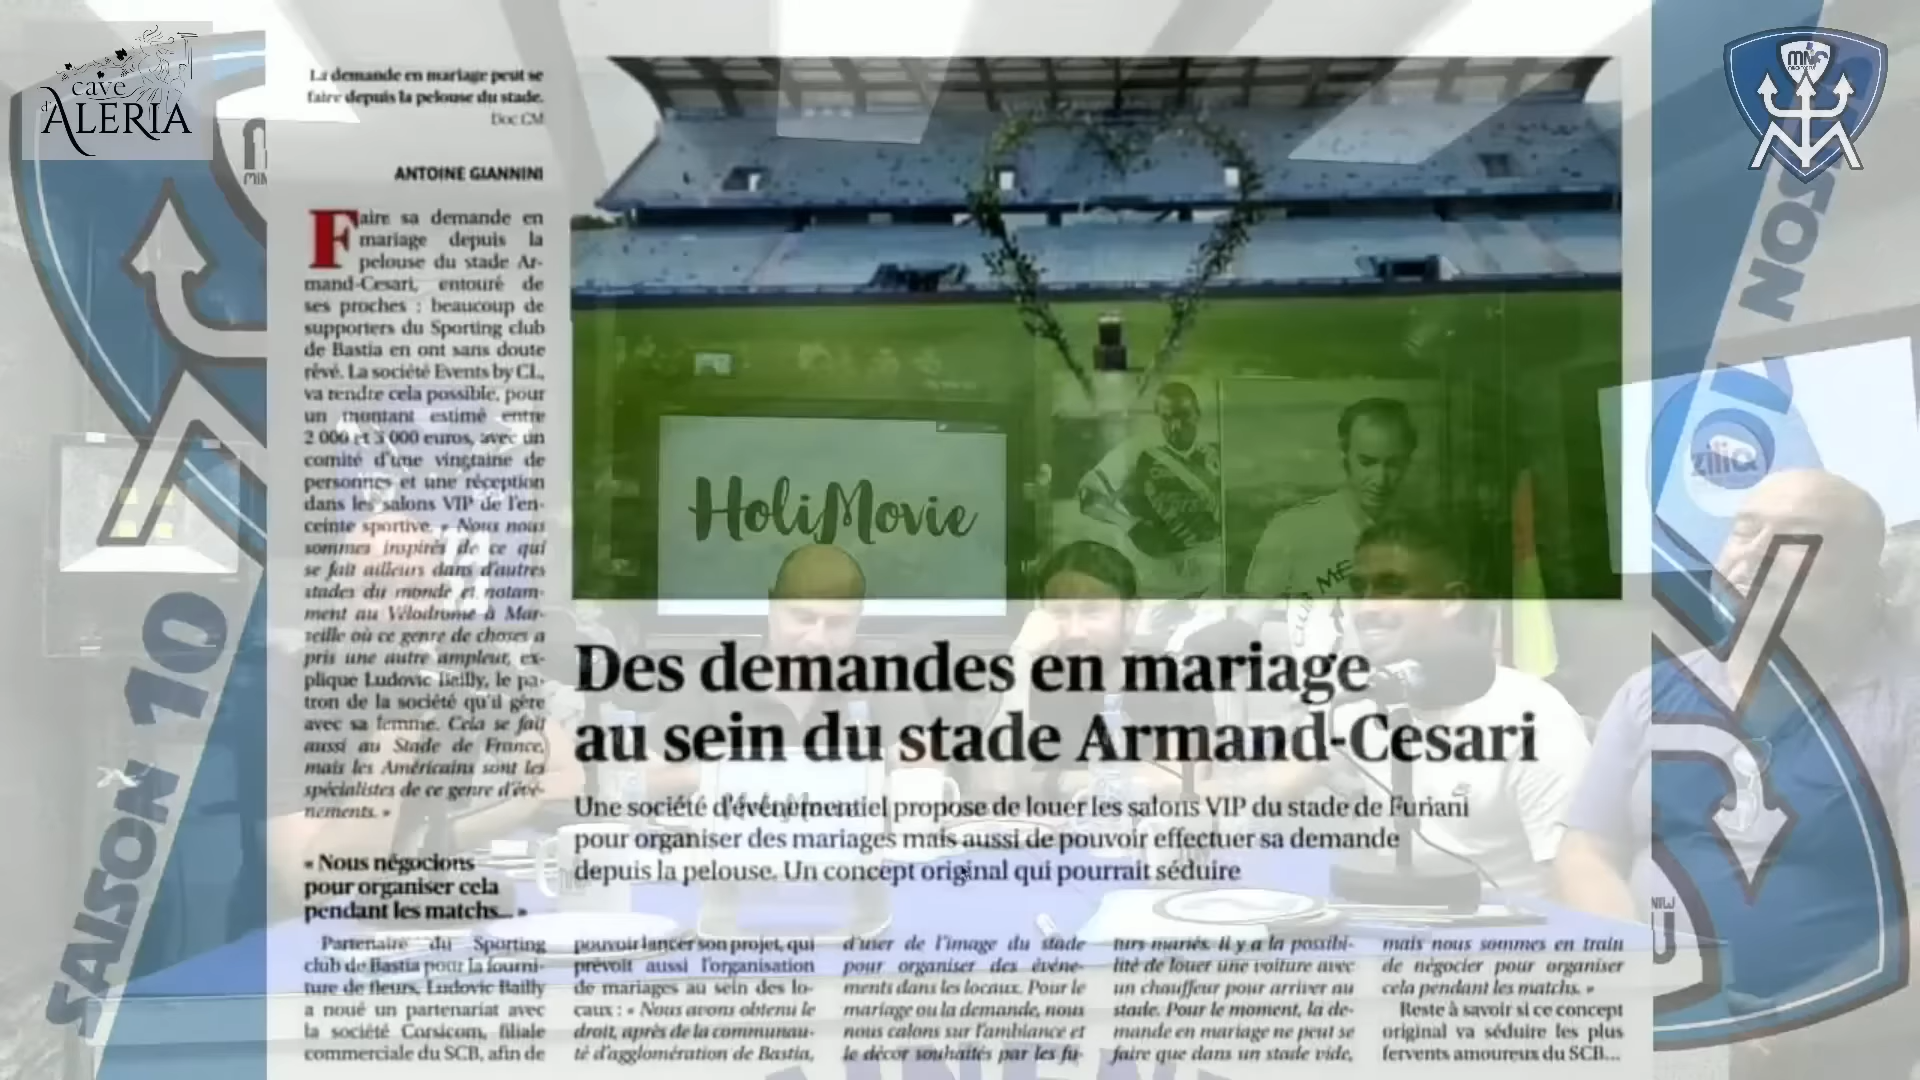 cave
d'ALERIA
La demande en mariage peut se
faire depuis la pelouse du stade.
Doc CM
ANTOINE GIANNINI
Faire sa demande en
mariage depuis la
pelouse du stade Ar-
mand-Cesari, entouré de
ses proches : beaucoup de
supporters du Sporting club
de Bastia en ont sans doute
rêvé. La société Events by CL,
va rendre cela possible, pour
un montant estimé entre
2 000 et 3 000 euros, avec un
comité d'une vingtaine de
personnes et une réception
dans les salons VIP de l'en-
ceinte sportive. « Nous nous
sommes inspirés de ce qui
se fait ailleurs dans d'autres
stades du monde et notam-
ment au Vélodrome à Mar-
seille où ce genre de choses a
pris une autre ampleur, ex-
plique Ludovic Bailly, le pa-
tron de la société qu'il gère
avec sa femme. Cela se fait
aussi au Stade de France,
mais les Américains sont les
spécialistes de ce genre d'évé-
nements. »
« Nous négocions
pour organiser cela
pendant les matchs... »
Partenaire du Sporting
club de Bastia pour la fourni-
ture de fleurs, Ludovic Bailly
a noué un partenariat avec
la société Corsicom, filiale
commerciale du SCB, afin de
HoliMovie
CLUB ME
Des demandes en mariage
au sein du stade Armand-Cesari
Une société d'événementiel propose de louer les salons VIP du stade de Furiani
pour organiser des mariages mais aussi de pouvoir effectuer sa demande
depuis la pelouse. Un concept original qui pourrait séduire
pouvoir lancer son projet, qui
prévoit aussi l'organisation
de mariages au sein des lo-
caux : « Nous avons obtenu le
droit, après de la communau-
té d'agglomération de Bastia,
d'user de l'image du stade
pour organiser des événe-
ments dans les locaux. Pour le
mariage ou la demande, nous
nous calons sur l'ambiance et
le décor souhaités par les fu-
turs mariés. Il y a la possibi-
lité de louer une voiture avec
un chauffeur pour arriver au
stade. Pour le moment, la de-
mande en mariage ne peut se
faire que dans un stade vide,
mais nous sommes en train
de négocier pour organiser
cela pendant les matchs. »
Reste à savoir si ce concept
original va séduire les plus
fervents amoureux du SCB...
SAISON 10
ziliq